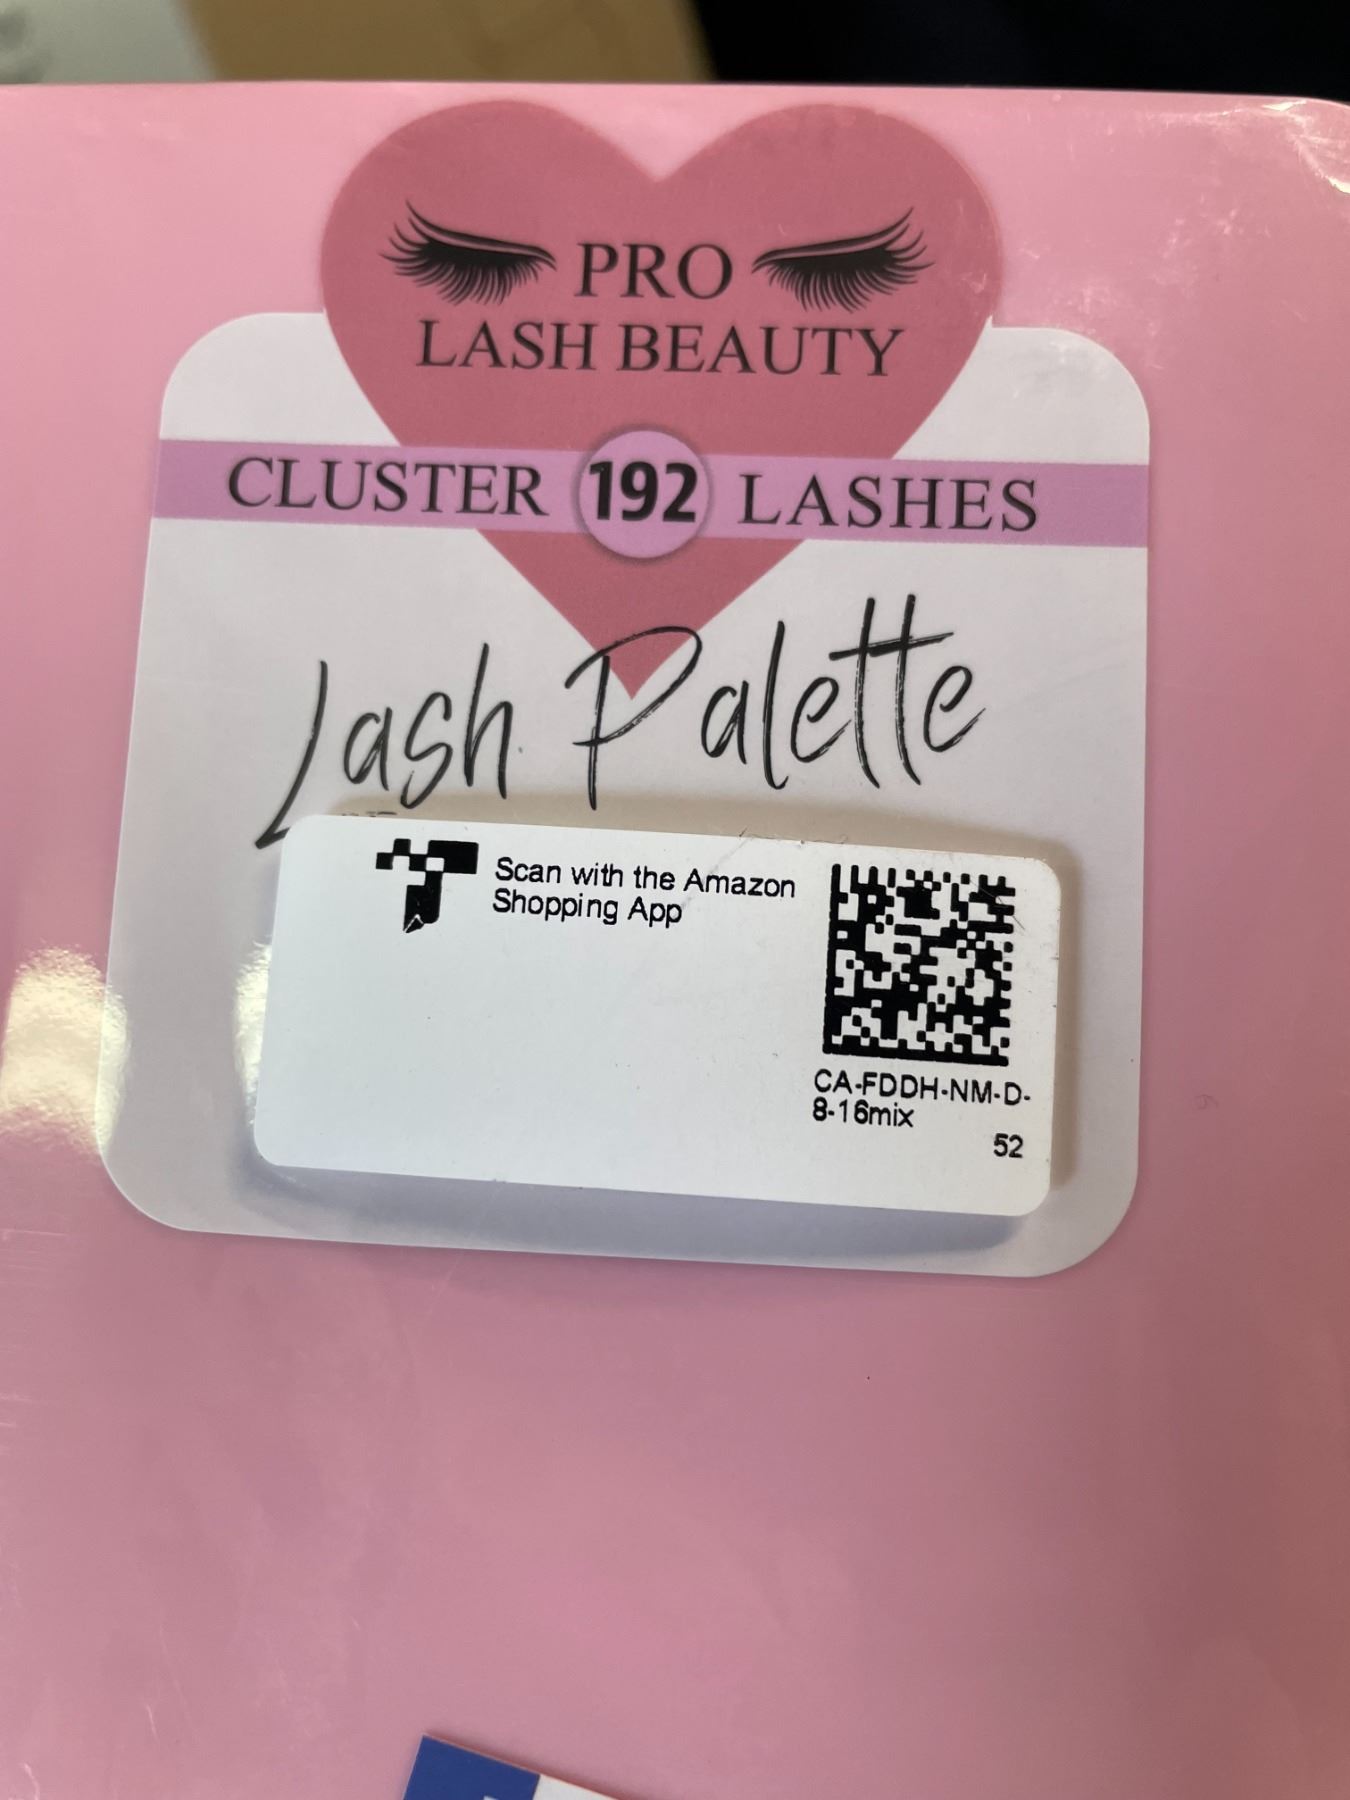 PRO
LASH BEAUTY
CLUSTER 192 LASHES
Lash Palette
Scan with the Amazon
Shopping App
CA-FDDH-NM-D-
8-16mix
52